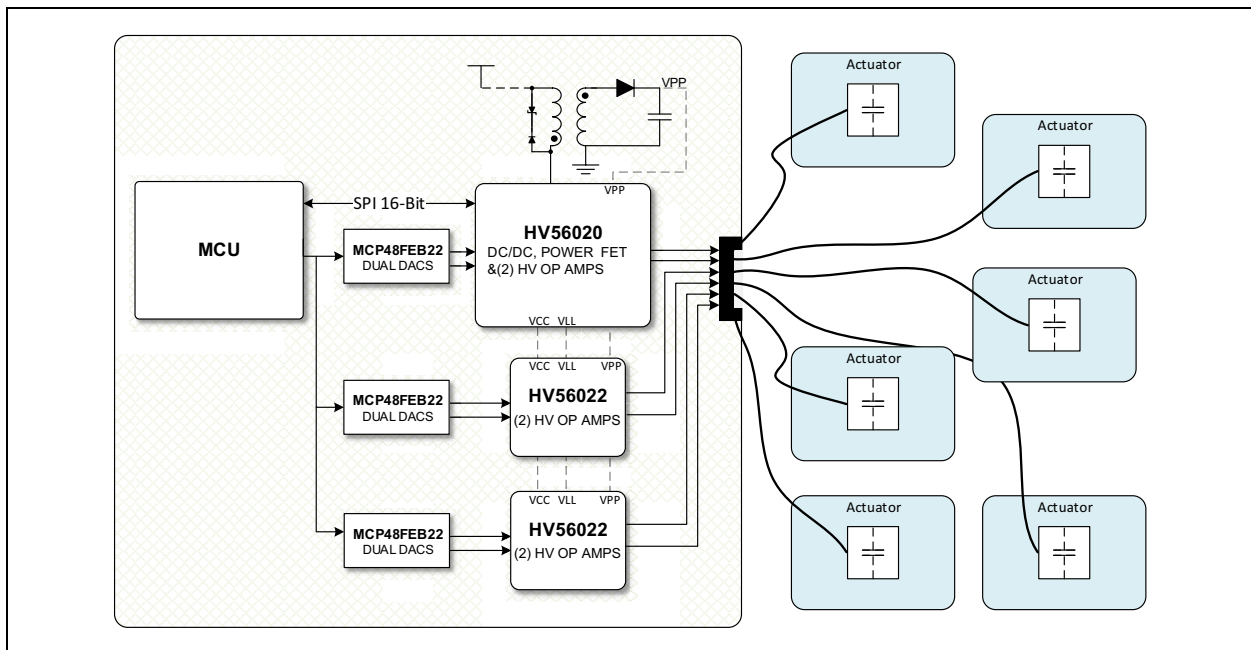 VPP
Actuator
Actuator
VPP
SPI 16-Bit
HV56020
DC/DC, POWER FET
&(2) HV OP AMPS
MCU
MCP48FEB22
DUAL DACS
Actuator
VCC VLL
VCC VLL VPP
Actuator
HV56022
(2) HV OP AMPS
MCP48FEB22
DUAL DACS
VCC VLL VPP
Actuator
Actuator
HV56022
(2) HV OP AMPS
MCP48FEB22
DUAL DACS